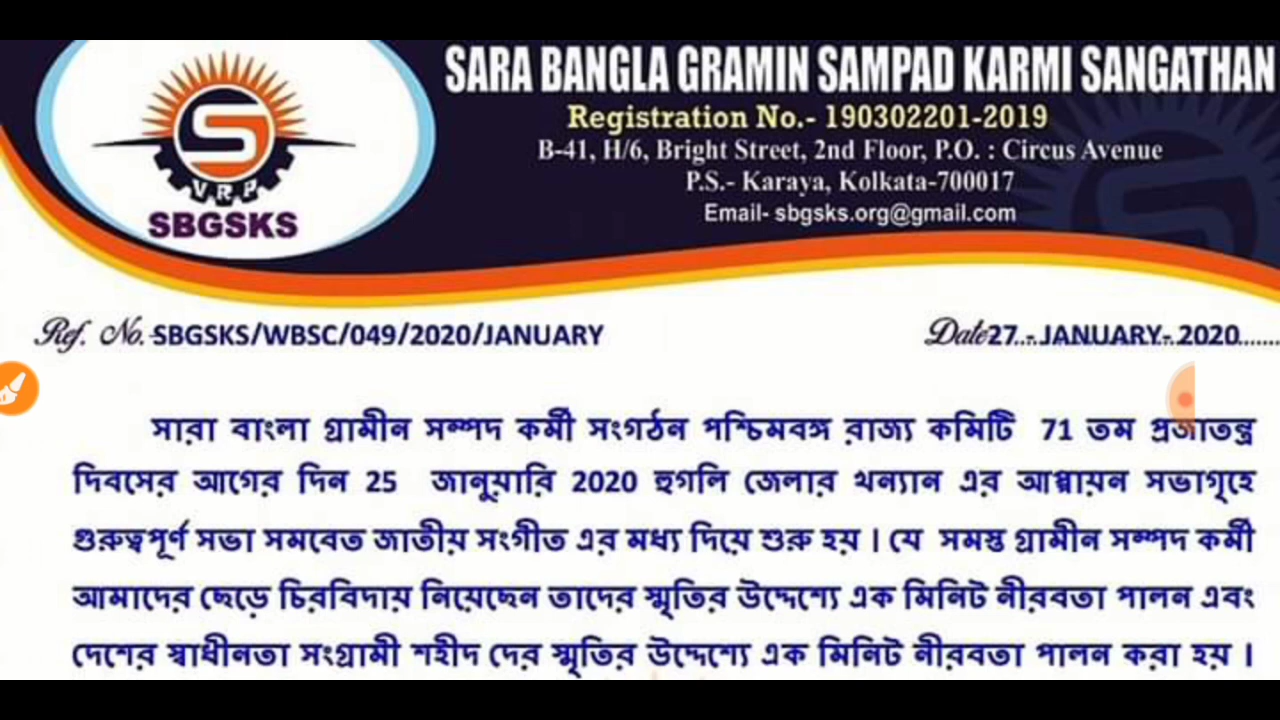 SARA BANGLA GRAMIN SAMPAD KARMI SANGATHAN
Registration No.- 190302201-2019
B-41, H/6, Bright Street, 2nd Floor, P.O. : Circus Avenue
P.S.- Karaya, Kolkata-700017
Email- sbgsks.org@gmail.com
S
VRP
SBGSKS
Ref. No. SBGSKS/WBSC/049/2020/JANUARY
Date 27 - JANUARY - 2020
সারা বাংলা গ্রামীন সম্পদ কর্মী সংগঠন পশ্চিমবঙ্গ রাজ্য কমিটি 71 তম প্রজাতন্ত্র
দিবসের আগের দিন 25 জানুয়ারি 2020 হুগলি জেলার খন্যান এর আপ্যায়ন সভাগৃহে
গুরুত্বপূর্ণ সভা সমবেত জাতীয় সংগীত এর মধ্য দিয়ে শুরু হয় । যে সমস্ত গ্রামীন সম্পদ কর্মী
আমাদের ছেড়ে চিরবিদায় নিয়েছেন তাদের স্মৃতির উদ্দেশ্যে এক মিনিট নীরবতা পালন এবং
দেশের স্বাধীনতা সংগ্রামী শহীদ দের স্মৃতির উদ্দেশ্যে এক মিনিট নীরবতা পালন করা হয় ।